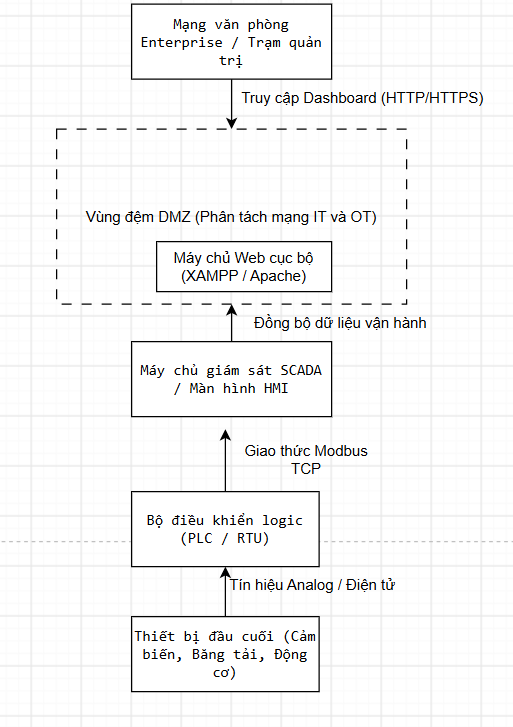 Mạng văn phòng
Enterprise / Trạm quản
trị
Truy cập Dashboard (HTTP/HTTPS)
Vùng đệm DMZ (Phân tách mạng IT và OT)
Máy chủ Web cục bộ
(XAMPP / Apache)
Đồng bộ dữ liệu vận hành
Máy chủ giám sát SCADA
/ Màn hình HMI
Giao thức Modbus
TCP
Bộ điều khiển logic
(PLC / RTU)
Tín hiệu Analog / Điện tử
Thiết bị đầu cuối (Cảm
biến, Băng tải, Động
cơ)